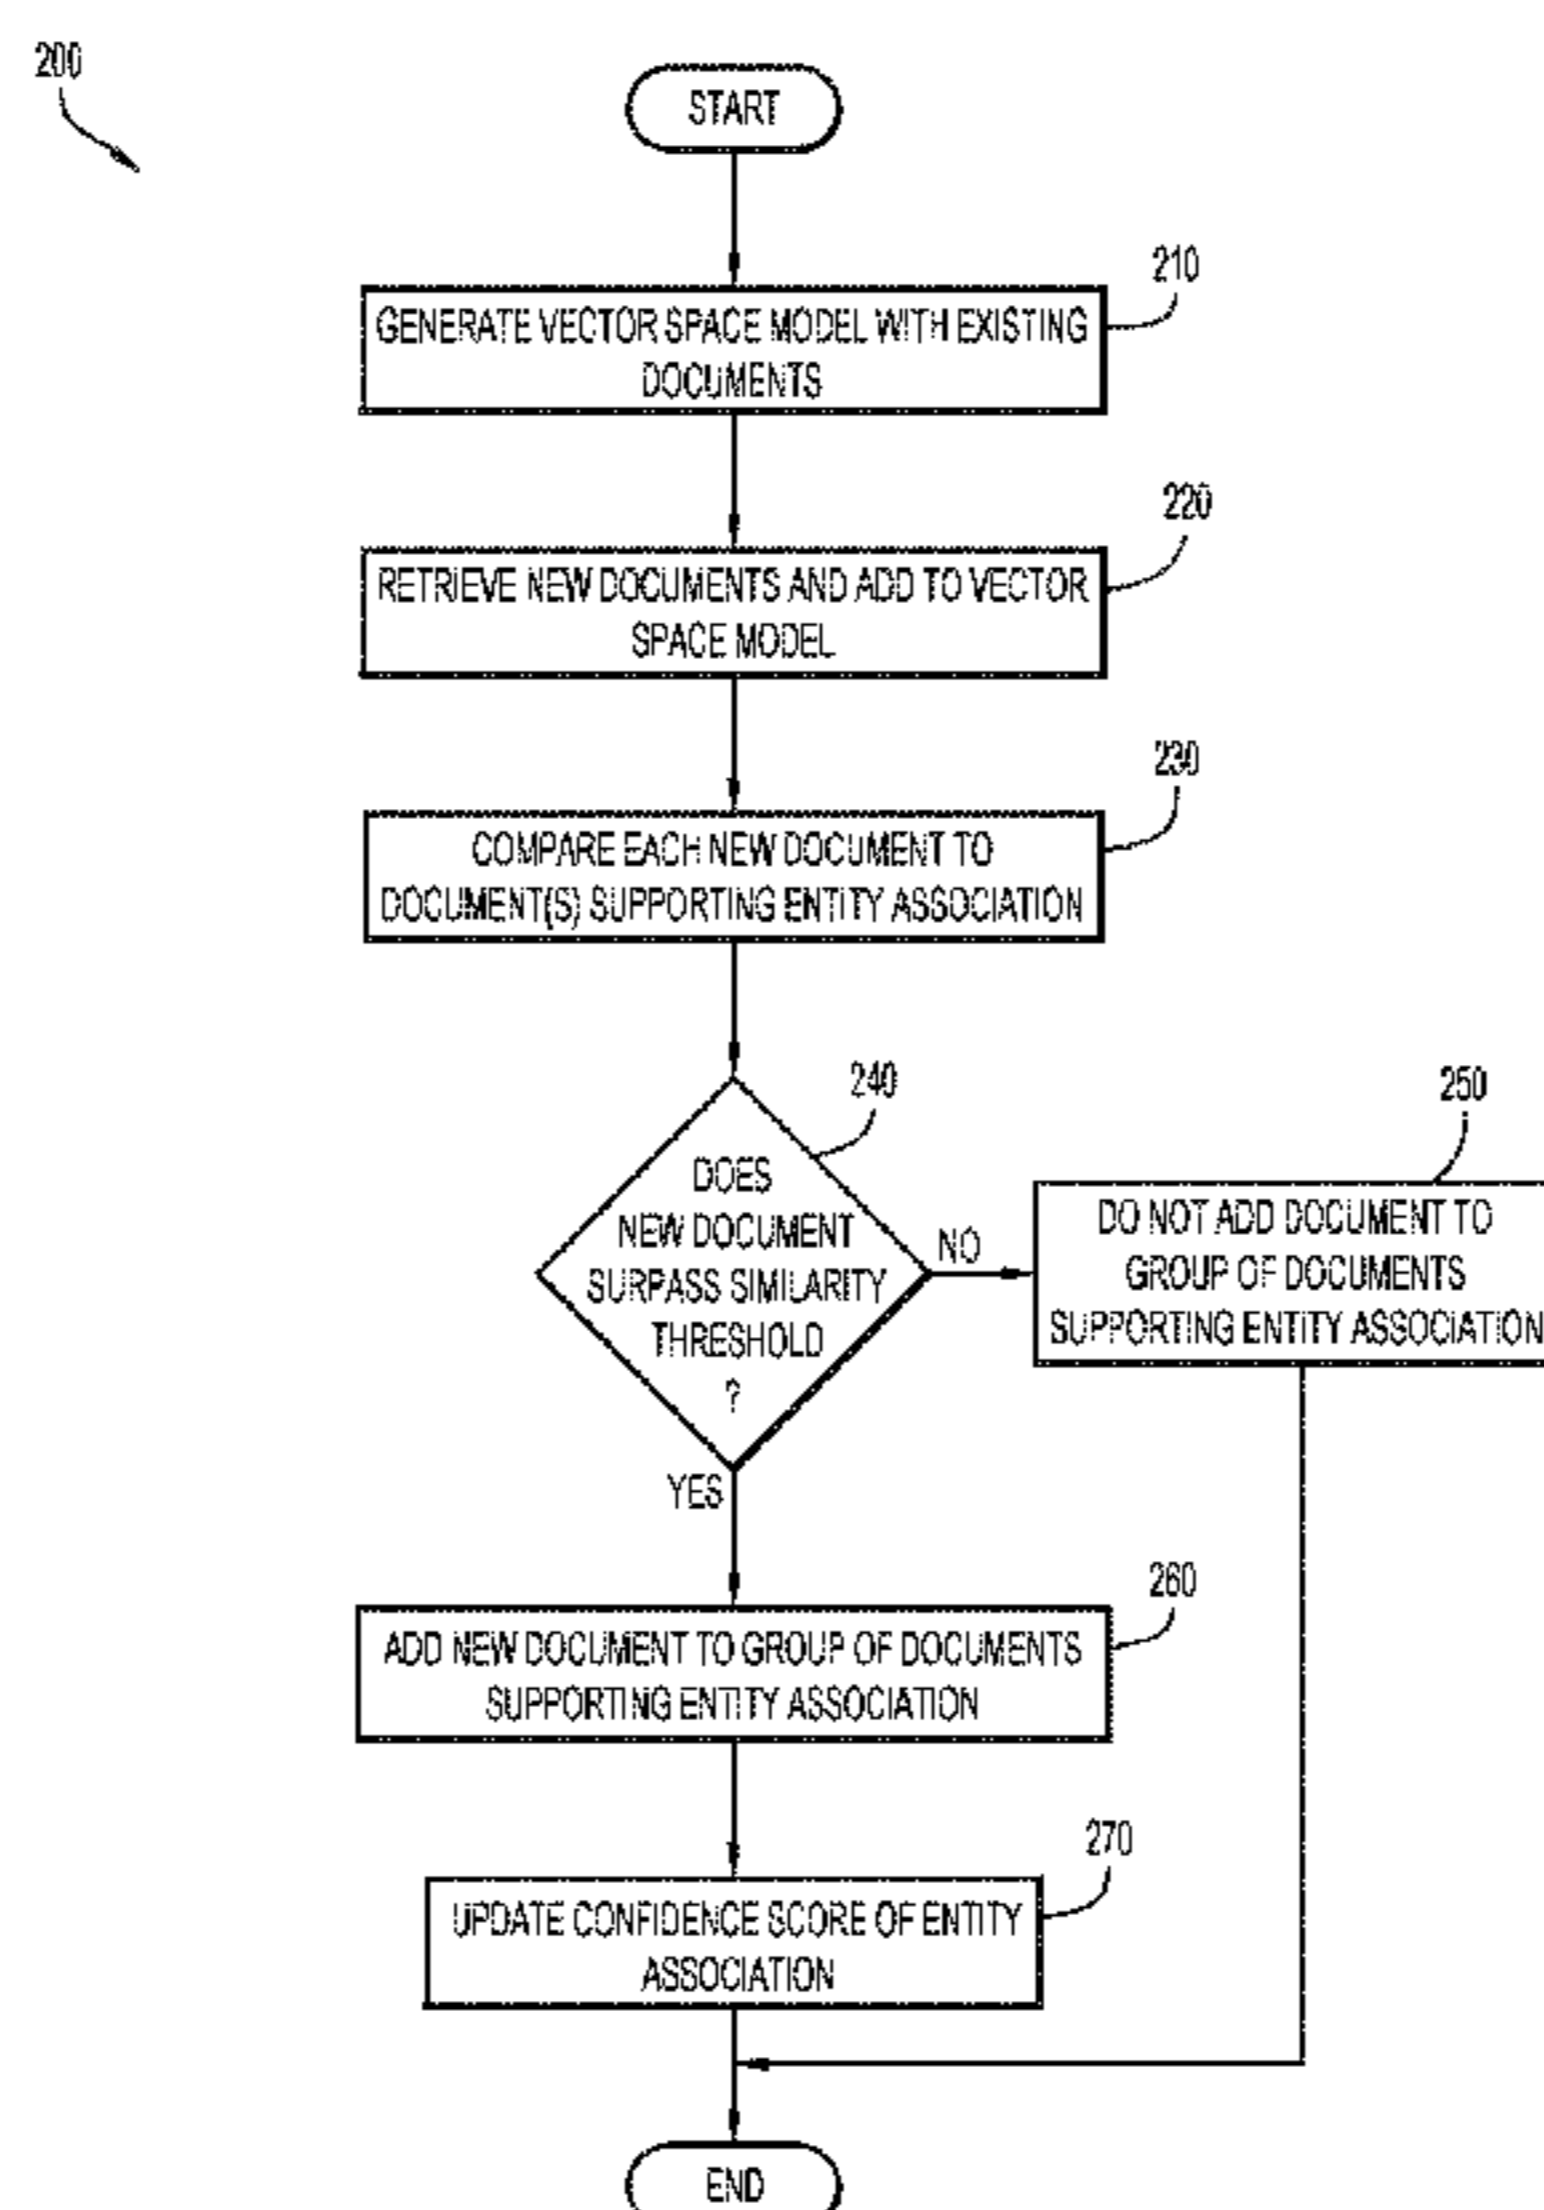 200
START
210
GENERATE VECTOR SPACE MODEL WITH EXISTING
DOCUMENTS
220
RETRIEVE NEW DOCUMENTS AND ADD TO VECTOR
SPACE MODEL
230
COMPARE EACH NEW DOCUMENT TO
DOCUMENT(S) SUPPORTING ENTITY ASSOCIATION
240
DOES
NEW DOCUMENT
SURPASS SIMILARITY
THRESHOLD
?
NO
250
DO NOT ADD DOCUMENT TO
GROUP OF DOCUMENTS
SUPPORTING ENTITY ASSOCIATION
YES
260
ADD NEW DOCUMENT TO GROUP OF DOCUMENTS
SUPPORTING ENTITY ASSOCIATION
270
UPDATE CONFIDENCE SCORE OF ENTITY
ASSOCIATION
END